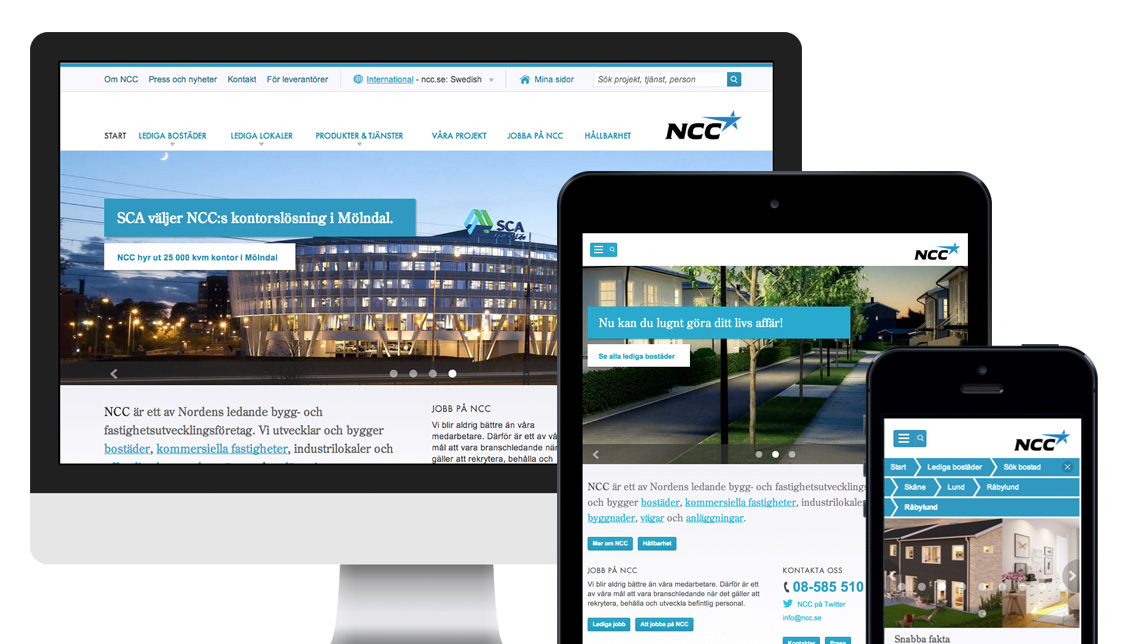 Om NCC Press och nyheter Kontakt För leverantörer International - ncc.se: Swedish Mina sidor Sök projekt, tjänst, person
START LEDIGA BOSTÄDER LEDIGA LOKALER PRODUKTER & TJÄNSTER VÅRA PROJEKT JOBBA PÅ NCC HÅLLBARHET NCC
SCA väljer NCC:s kontorslösning i Mölndal.
SCA
NCC hyr ut 25 000 kvm kontor i Mölndal
NCC är ett av Nordens ledande bygg- och
fastighetsutvecklingsföretag. Vi utvecklar och bygger
bostäder, kommersiella fastigheter, industrilokaler och
JOBB PÅ NCC
Vi blir aldrig bättre än våra
medarbetare. Därför är ett av vå
mål att vara branschledande när
gäller att rekrytera, behålla och
NCC
Nu kan du lugnt göra ditt livs affär!
Se alla lediga bostäder
NCC är ett av Nordens ledande bygg- och fastighetsutvecklings
och bygger bostäder, kommersiella fastigheter, industrilokaler
byggnader, vägar och anläggningar.
Mer om NCC Hållbarhet
JOBB PÅ NCC
Vi blir aldrig bättre än våra medarbetare. Därför är ett
av våra mål att vara branschledande när det gäller att
rekrytera, behålla och utveckla befintlig personal.
Lediga jobb Att jobba på NCC
KONTAKTA OSS
08-585 510
NCC på Twitter
info@ncc.se
Kontakter Press
NCC
Start Lediga bostäder Sök bostad
Skåne Lund Råbylund
Råbylund
Snabba fakta